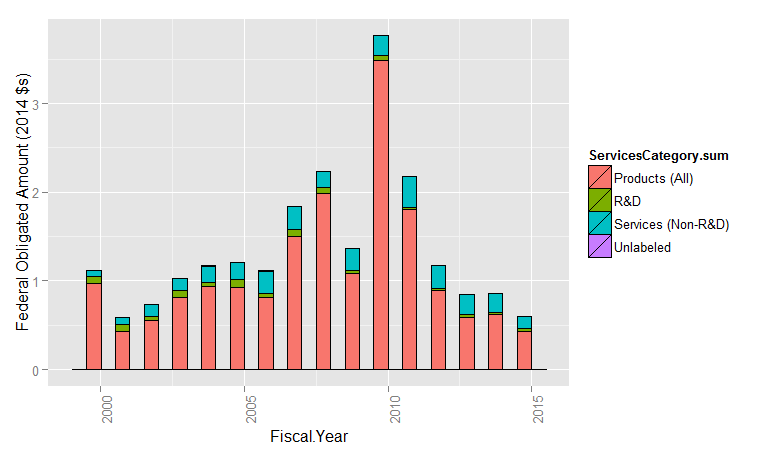 Federal Obligated Amount (2014 $s)
3
2
1
0
2000
2005
2010
2015
Fiscal.Year
ServicesCategory.sum
Products (All)
R&D
Services (Non-R&D)
Unlabeled